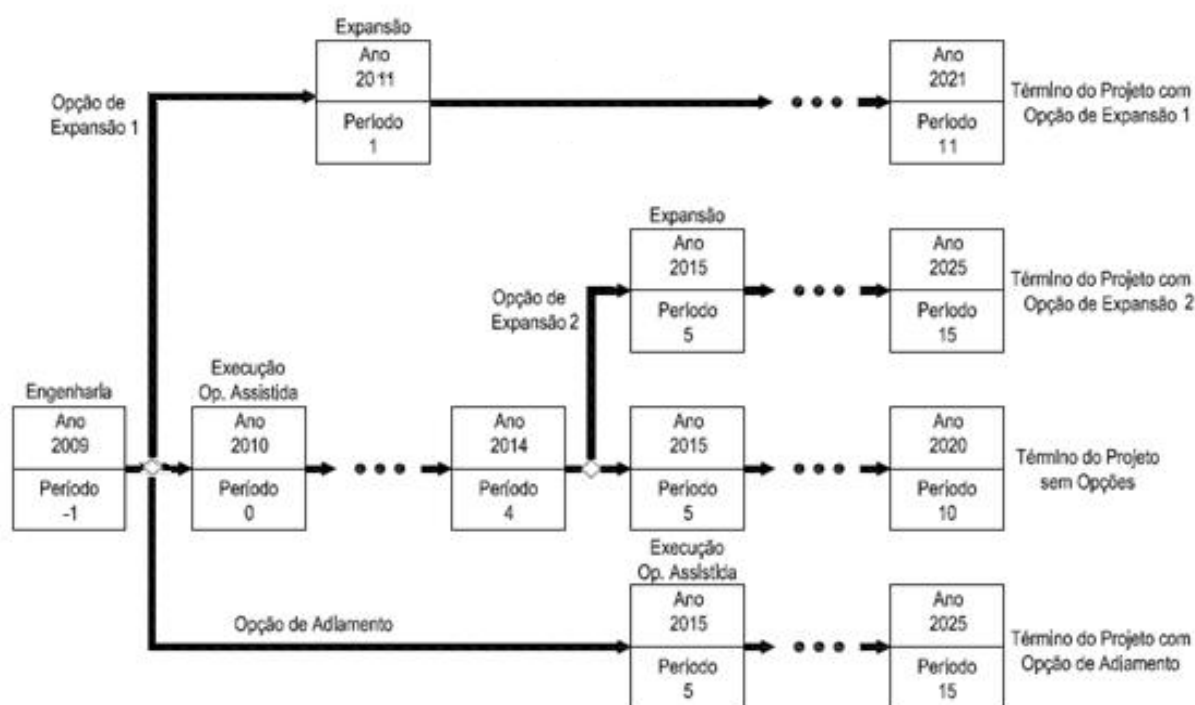 Expansão
Ano
2011
Período
1
Opção de
Expansão 1
Ano
2021
Período
11
Término do Projeto com
Opção de Expansão 1
Expansão
Ano
2015
Período
5
Opção de
Expansão 2
Ano
2025
Período
15
Término do Projeto com
Opção de Expansão 2
Engenharia
Ano
2009
Período
-1
Execução
Op. Assistida
Ano
2010
Período
0
Ano
2014
Período
4
Ano
2015
Período
5
Ano
2020
Período
10
Término do Projeto
sem Opções
Opção de Adiamento
Execução
Op. Assistida
Ano
2015
Período
5
Ano
2025
Período
15
Término do Projeto com
Opção de Adiamento